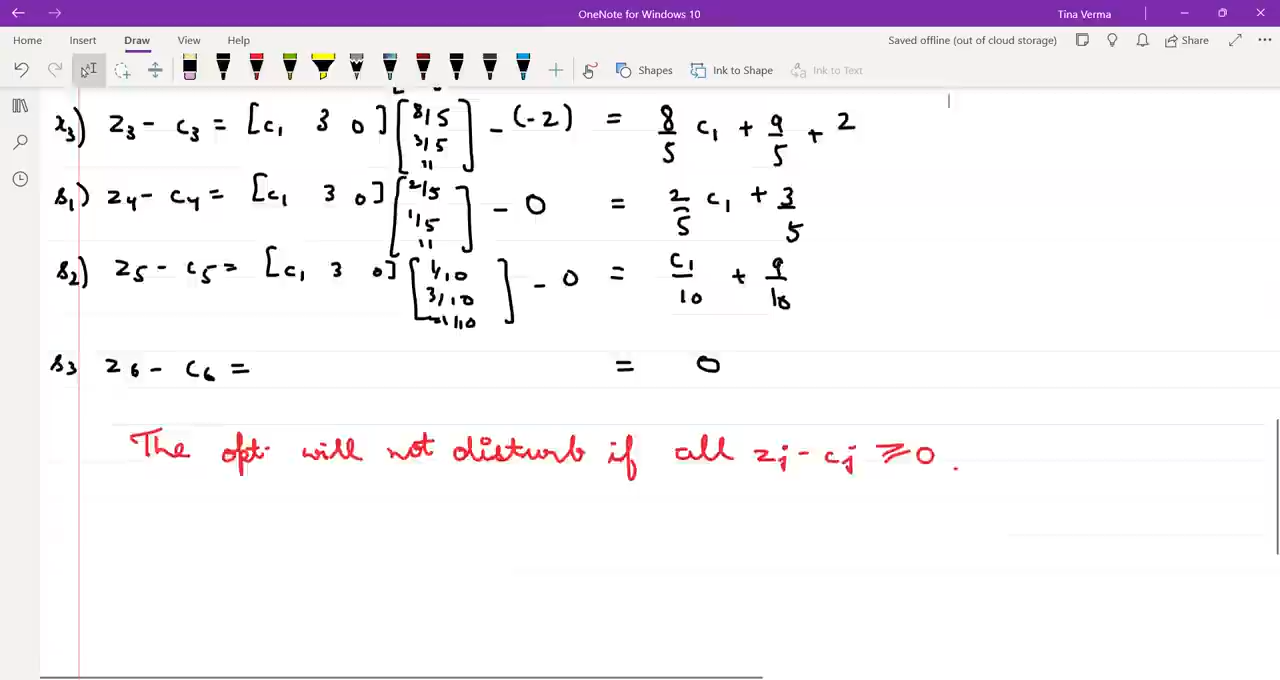 OneNote for Windows 10
Tina Verma
Home Insert Draw View Help
Saved offline (out of cloud storage)
Share
Shapes
Ink to Shape
Ink to Text
x3) z3 - c3 = [c1 3 0] [8/5 3/5 11] - (-2) = 8/5 c1 + 9/5 + 2
s1) z4 - c4 = [c1 3 0] [2/5 1/5 11] - 0 = 2/5 c1 + 3/5
s2) z5 - c5 = [c1 3 0] [1/10 3/10 -1/10] - 0 = c1/10 + 9/10
s3 z6 - c6 = = 0
The opt. will not disturb if all zj - cj ≥ 0.